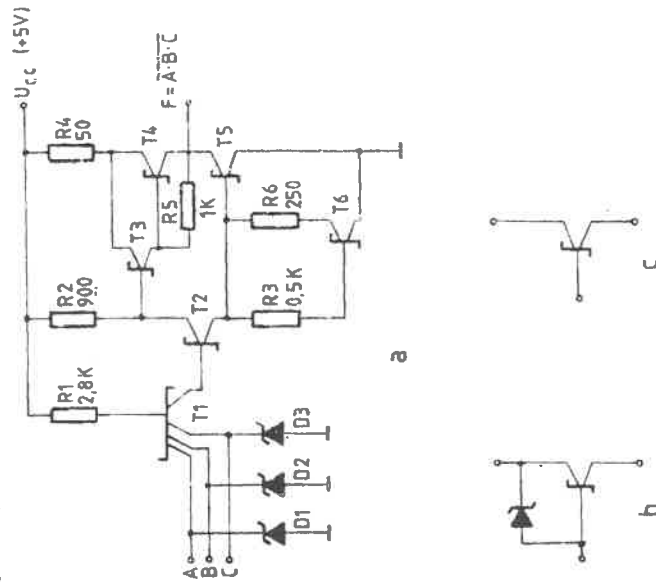 U_CC (+5V)
R1
2,8K
R2
900
R4
50
T3
T4
R5
1K
F=A̅·̅B̅·̅C̅
T1
T2
T5
R3
0,5K
R6
250
T6
A
B
C
D1
D2
D3
a
b
c